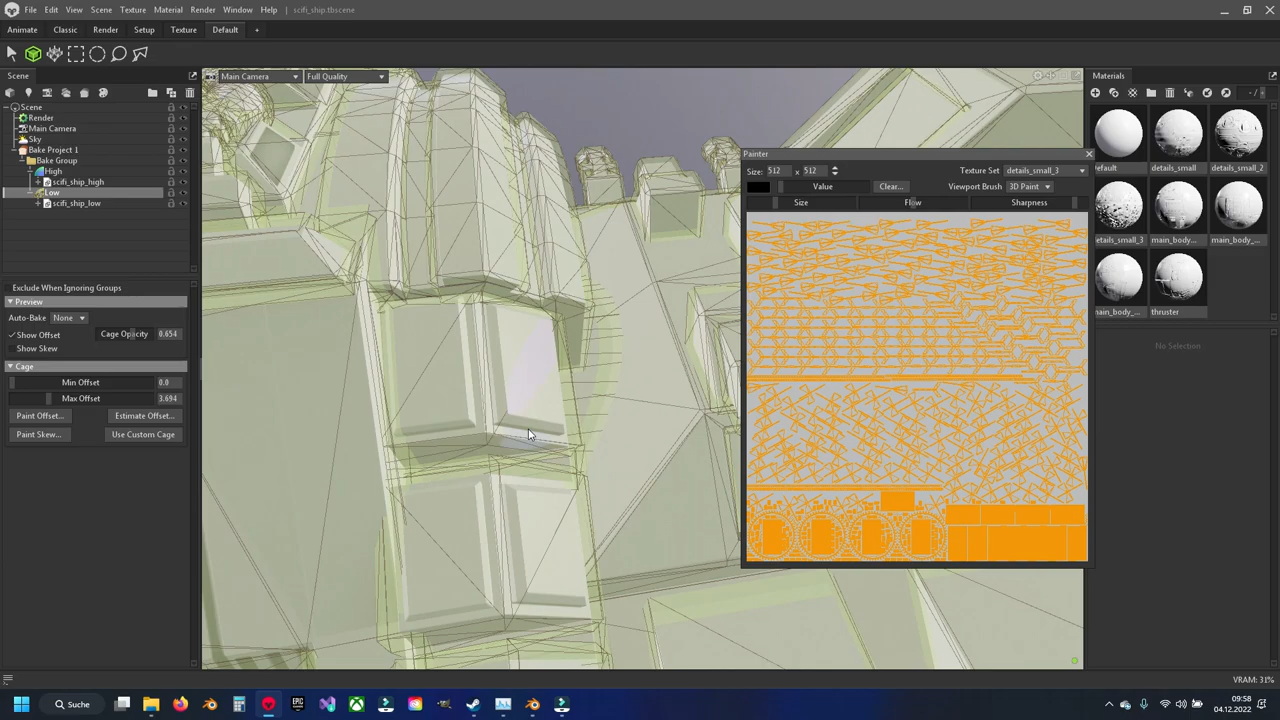 File Edit View Scene Texture Material Render Window Help scifi_ship.tbscene
Animate Classic Render Setup Texture Default +
Scene
Main Camera Full Quality
Materials
- /
Scene
Render
Main Camera
Sky
Bake Project 1
Bake Group
High
scifi_ship_high
Low
scifi_ship_low
Painter
Size: 512 x 512
Texture Set details_small_3
Value Clear... Viewport Brush 3D Paint
Size Flow Sharpness
details_small details_small_2
main_body_...
thruster
Exclude When Ignoring Groups
Preview
Auto-Bake None
Show Offset Cage Opacity 0.654
Show Skew
Cage
Min Offset 0.0
Max Offset 3.694
Paint Offset... Estimate Offset...
Paint Skew... Use Custom Cage
No Selection
VRAM: 31%
Suche
EPIC
09:58
04.12.2022